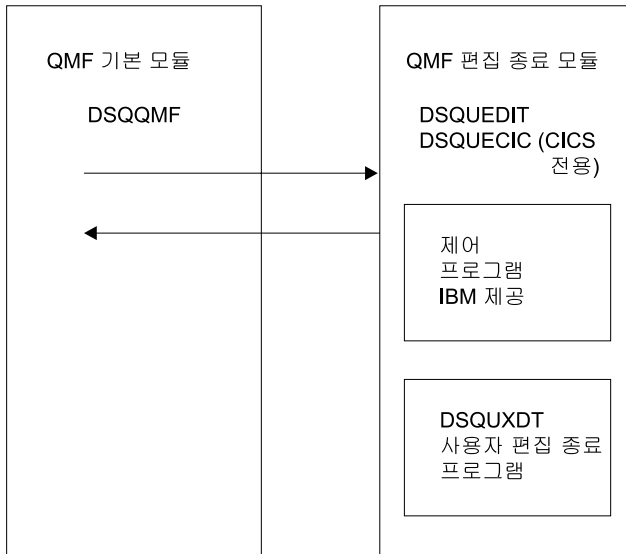 QMF 기본 모듈
DSQQMF
QMF 편집 종료 모듈
DSQUEDIT
DSQUECIC (CICS
전용)
제어
프로그램
IBM 제공
DSQUXDT
사용자 편집 종료
프로그램